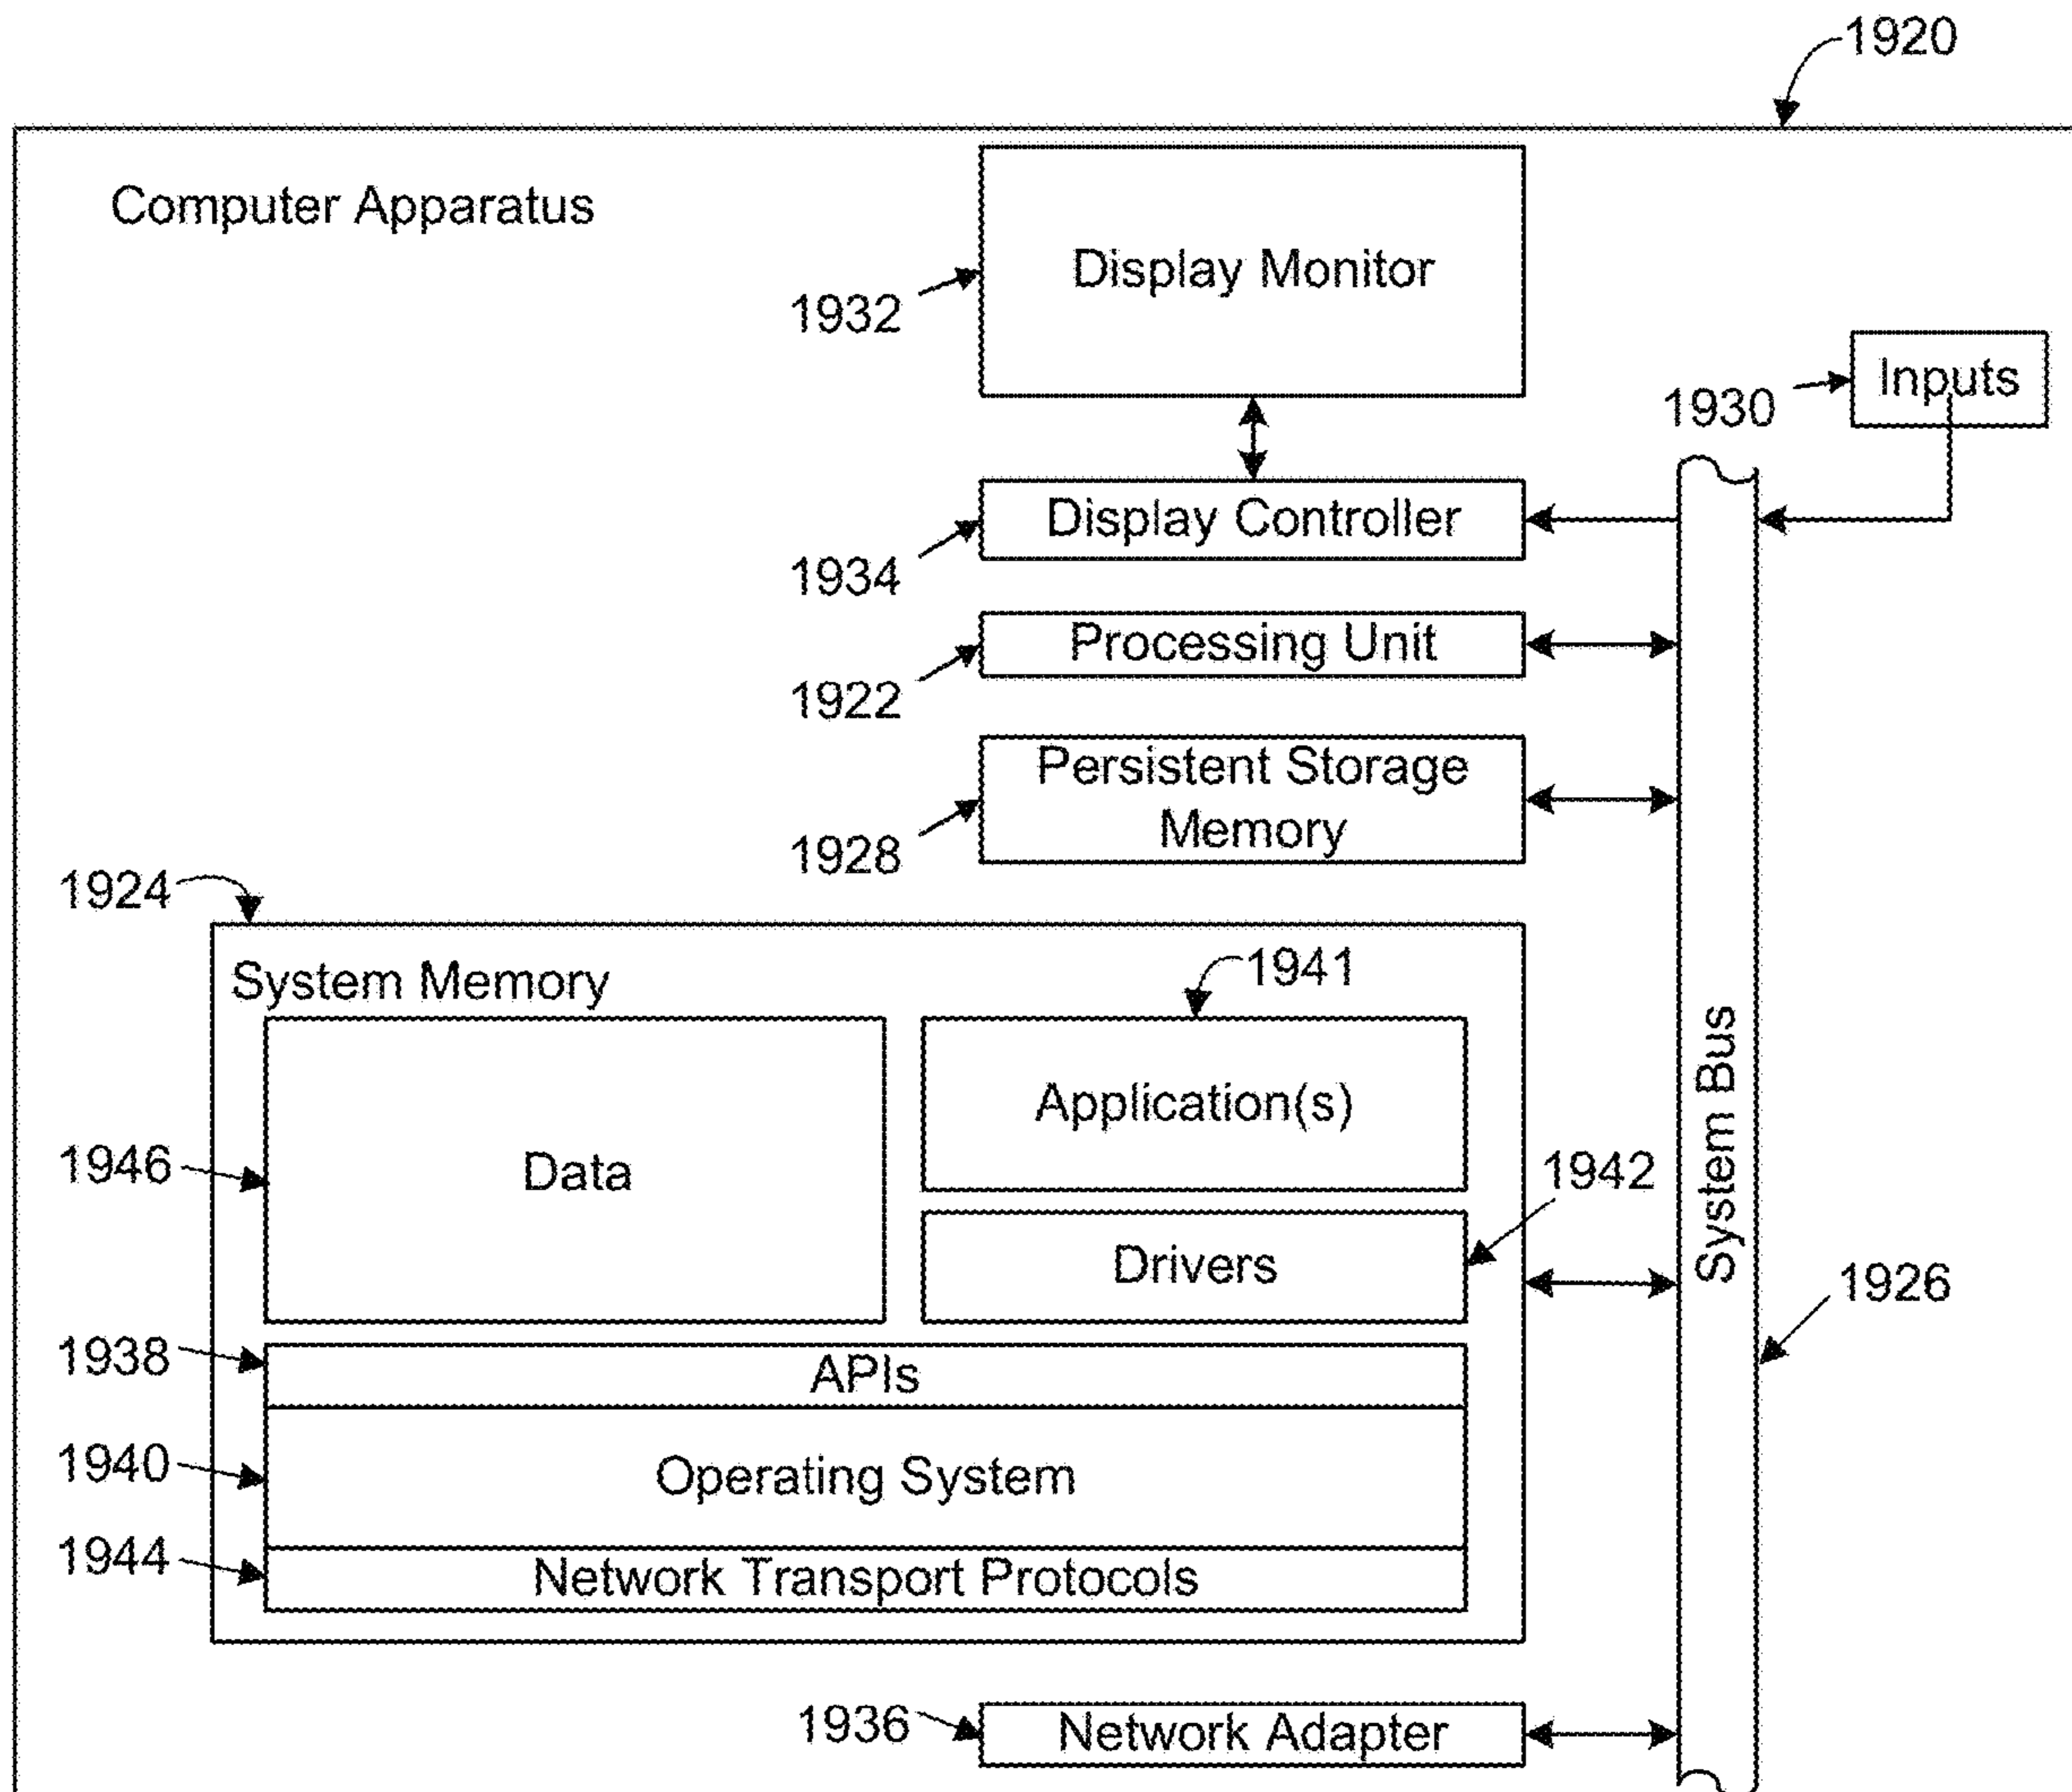 1920
Computer Apparatus
Display Monitor
1932
Inputs
1930
Display Controller
1934
Processing Unit
1922
Persistent Storage
Memory
1928
1924
System Memory
1941
Application(s)
1946
Data
1942
Drivers
System Bus
1926
1938
APIs
1940
Operating System
1944
Network Transport Protocols
1936
Network Adapter